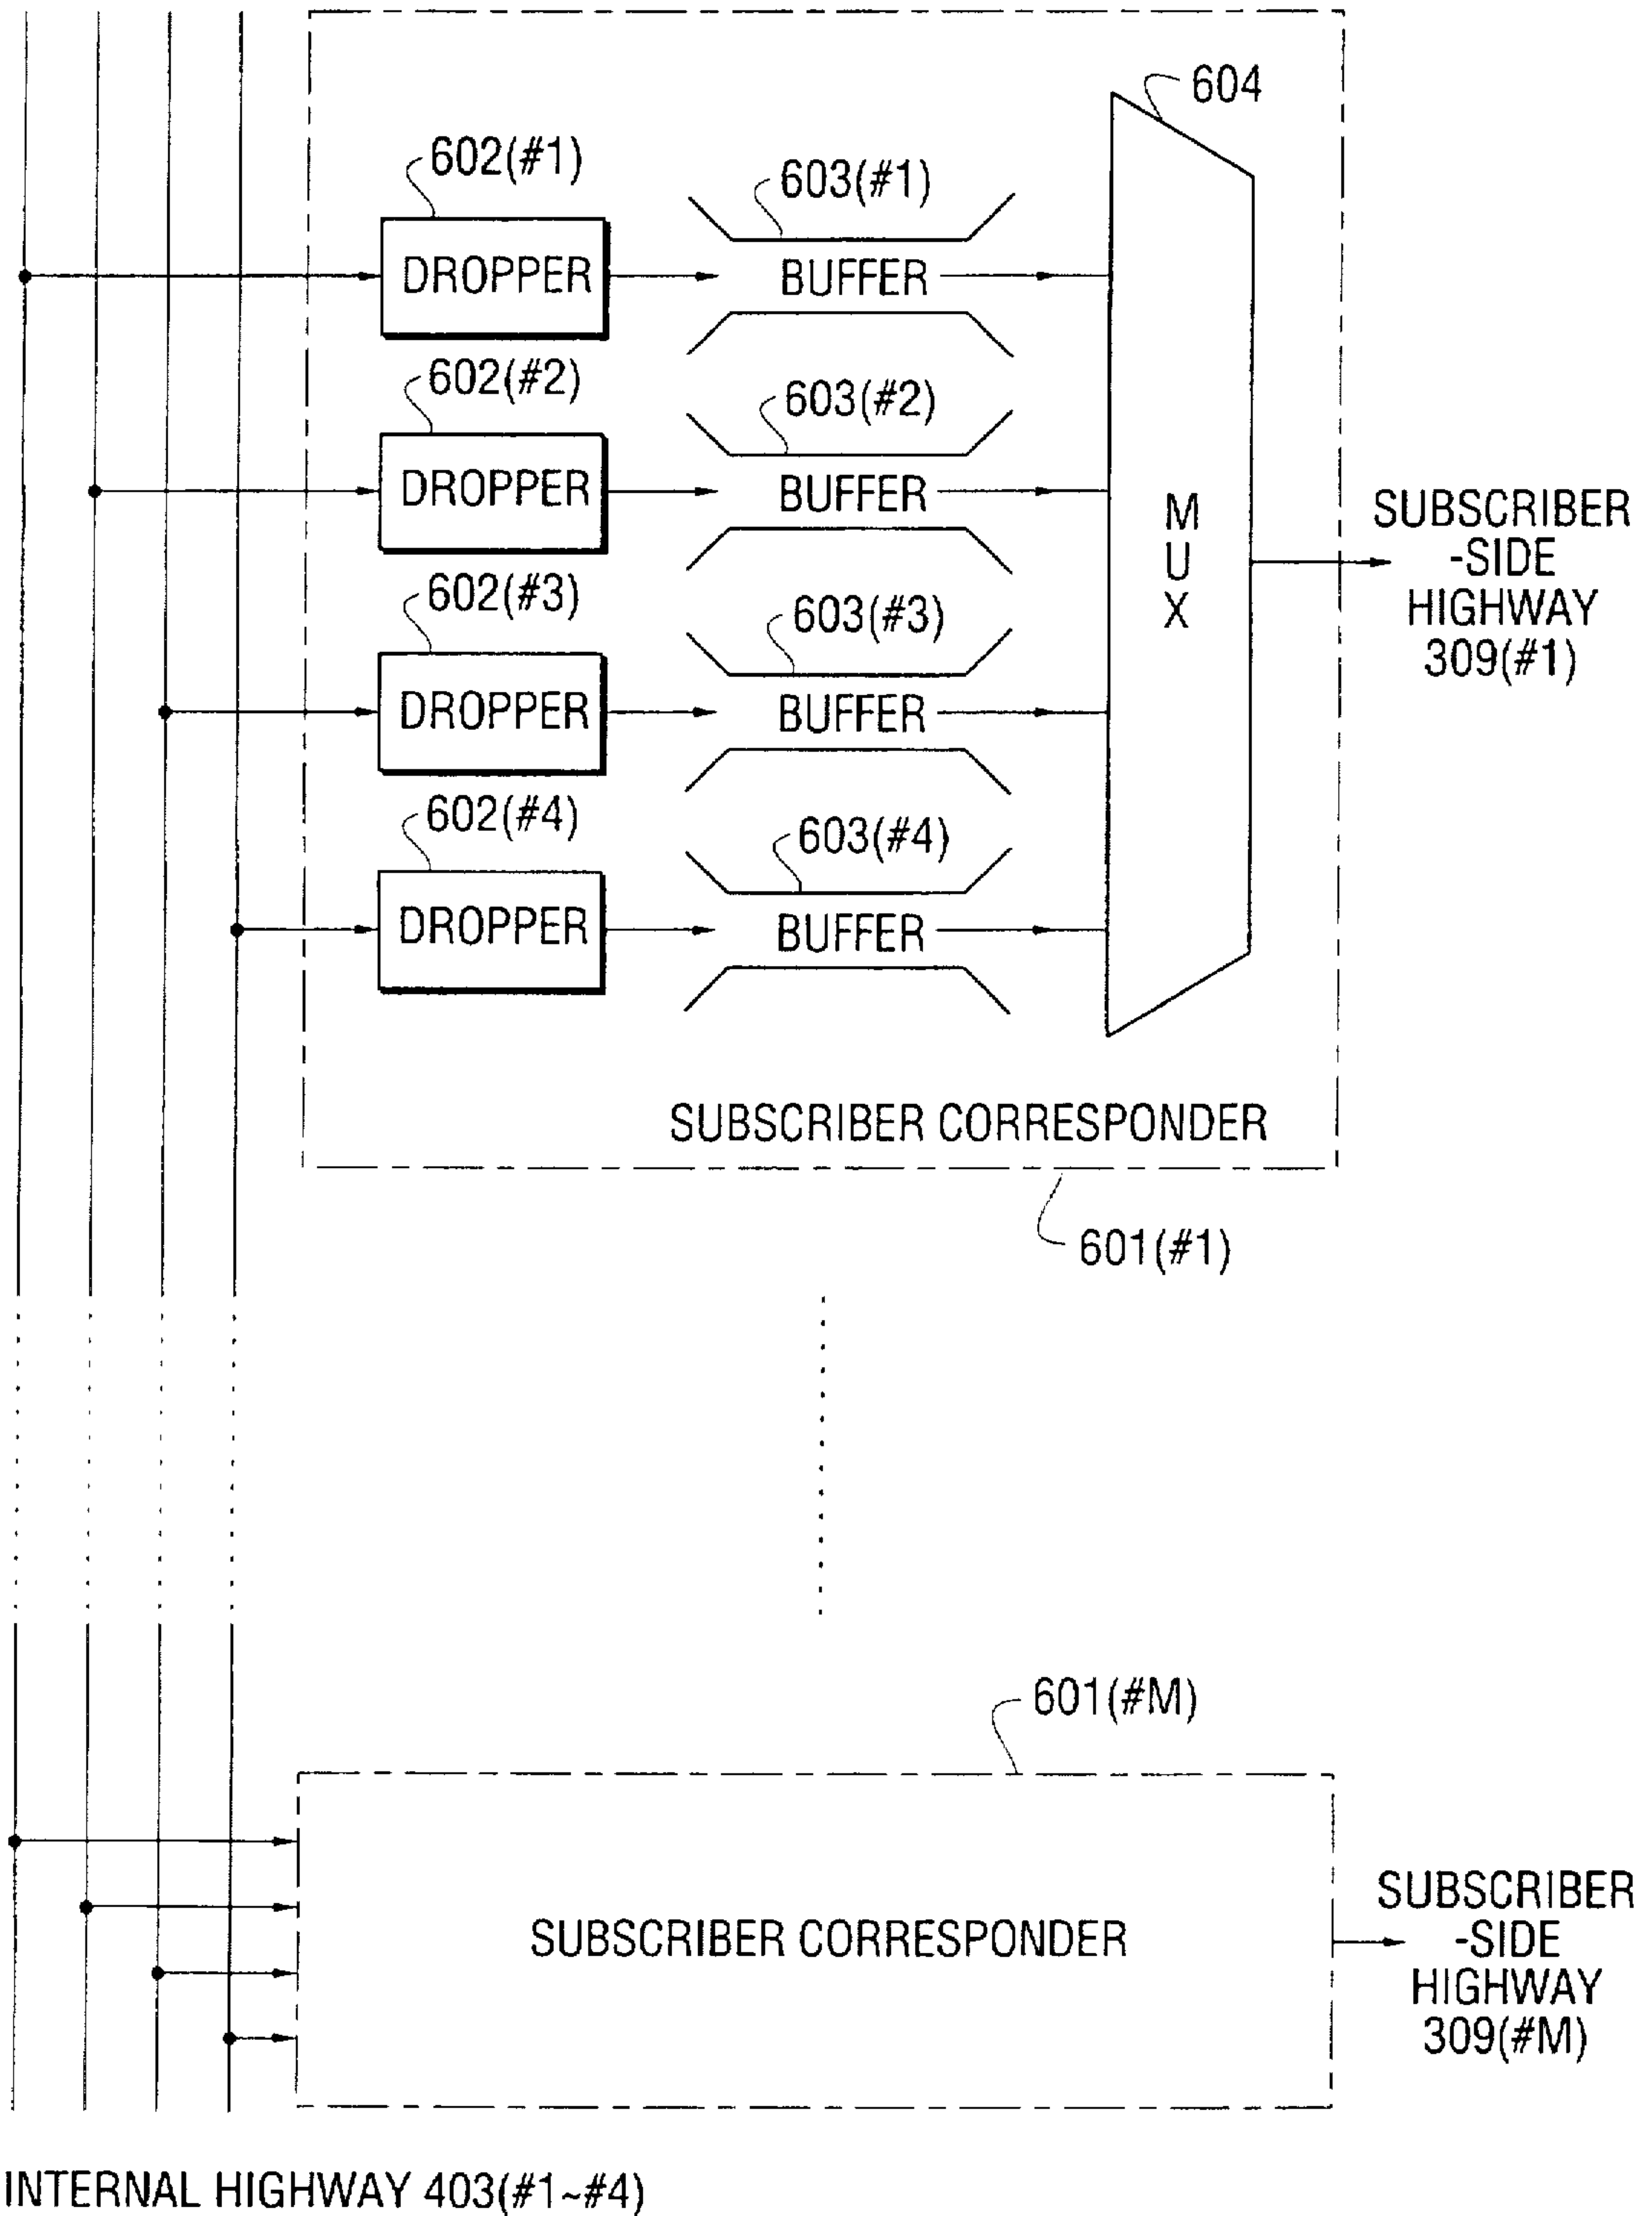 604
602(#1)
603(#1)
DROPPER
BUFFER
602(#2)
603(#2)
DROPPER
BUFFER
MUX
SUBSCRIBER
-SIDE
HIGHWAY
309(#1)
602(#3)
603(#3)
DROPPER
BUFFER
602(#4)
603(#4)
DROPPER
BUFFER
SUBSCRIBER CORRESPONDER
601(#1)
601(#M)
SUBSCRIBER CORRESPONDER
SUBSCRIBER
-SIDE
HIGHWAY
309(#M)
INTERNAL HIGHWAY 403(#1~#4)